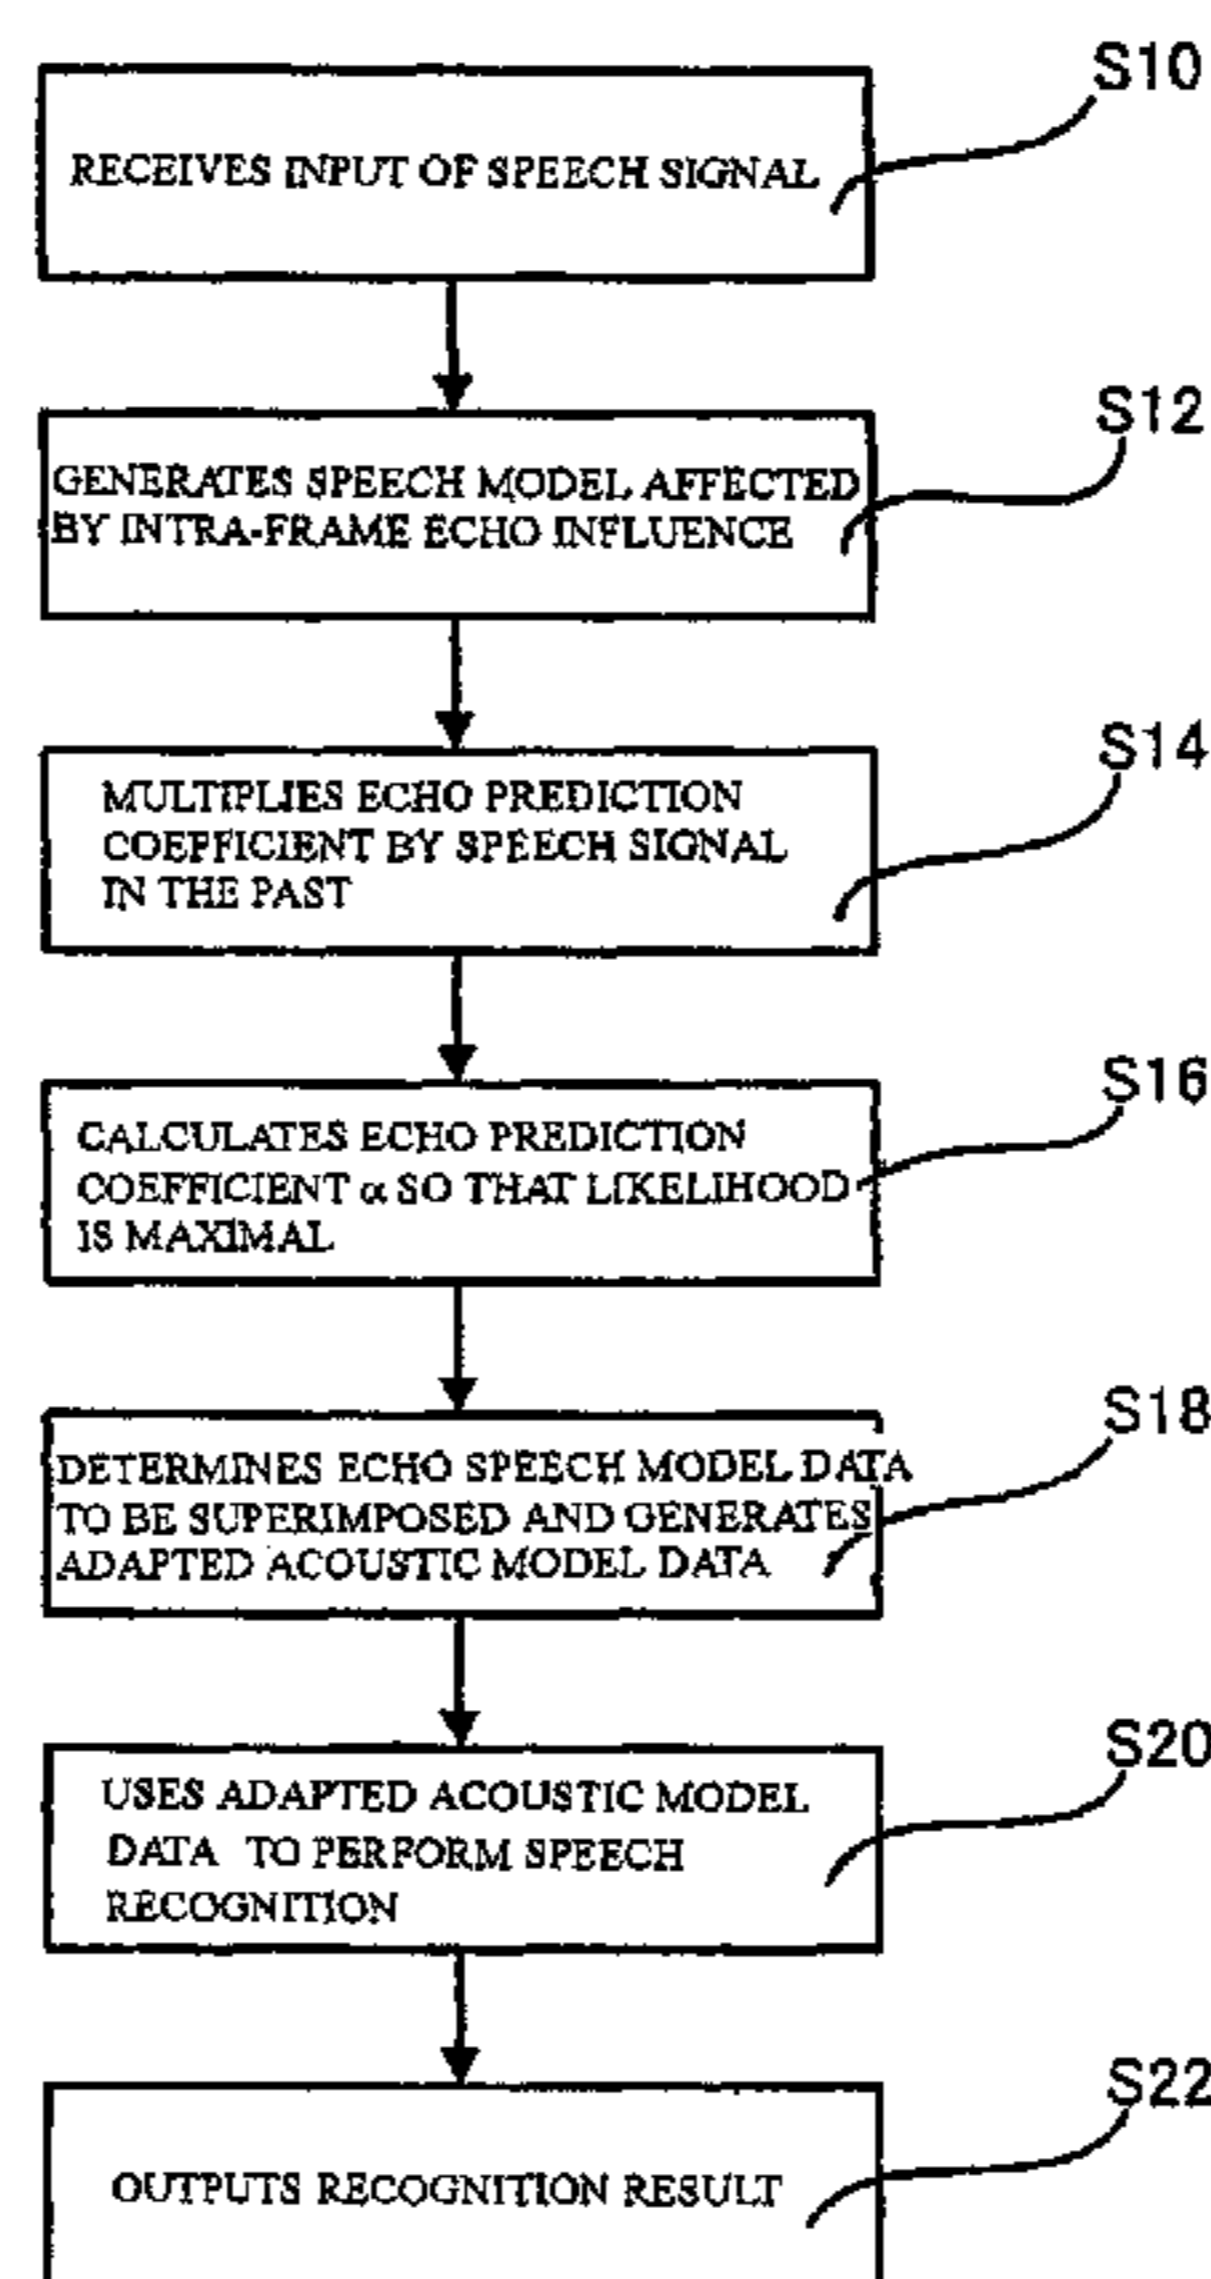 S10
RECEIVES INPUT OF SPEECH SIGNAL
S12
GENERATES SPEECH MODEL AFFECTED
BY INTRA-FRAME ECHO INFLUENCE
S14
MULTIPLIES ECHO PREDICTION
COEFFICIENT BY SPEECH SIGNAL
IN THE PAST
S16
CALCULATES ECHO PREDICTION
COEFFICIENT α SO THAT LIKELIHOOD
IS MAXIMAL
S18
DETERMINES ECHO SPEECH MODEL DATA
TO BE SUPERIMPOSED AND GENERATES
ADAPTED ACOUSTIC MODEL DATA
S20
USES ADAPTED ACOUSTIC MODEL
DATA TO PERFORM SPEECH
RECOGNITION
S22
OUTPUTS RECOGNITION RESULT